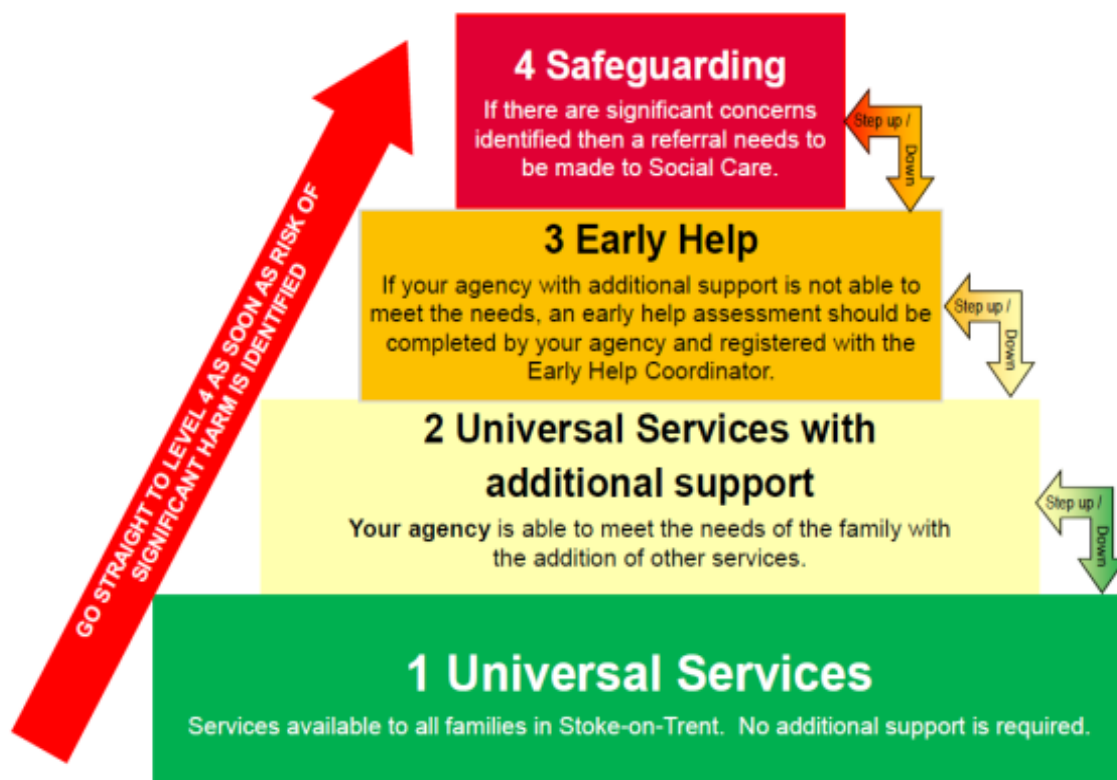 GO STRAIGHT TO LEVEL 4 AS SOON AS RISK OF
SIGNIFICANT HARM IS IDENTIFIED
4 Safeguarding
If there are significant concerns
identified then a referral needs to
be made to Social Care.
Step up /
Down
3 Early Help
If your agency with additional support is not able to
meet the needs, an early help assessment should be
completed by your agency and registered with the
Early Help Coordinator.
Step up /
Down
2 Universal Services with
additional support
Your agency is able to meet the needs of the family with
the addition of other services.
Step up /
Down
1 Universal Services
Services available to all families in Stoke-on-Trent.  No additional support is required.